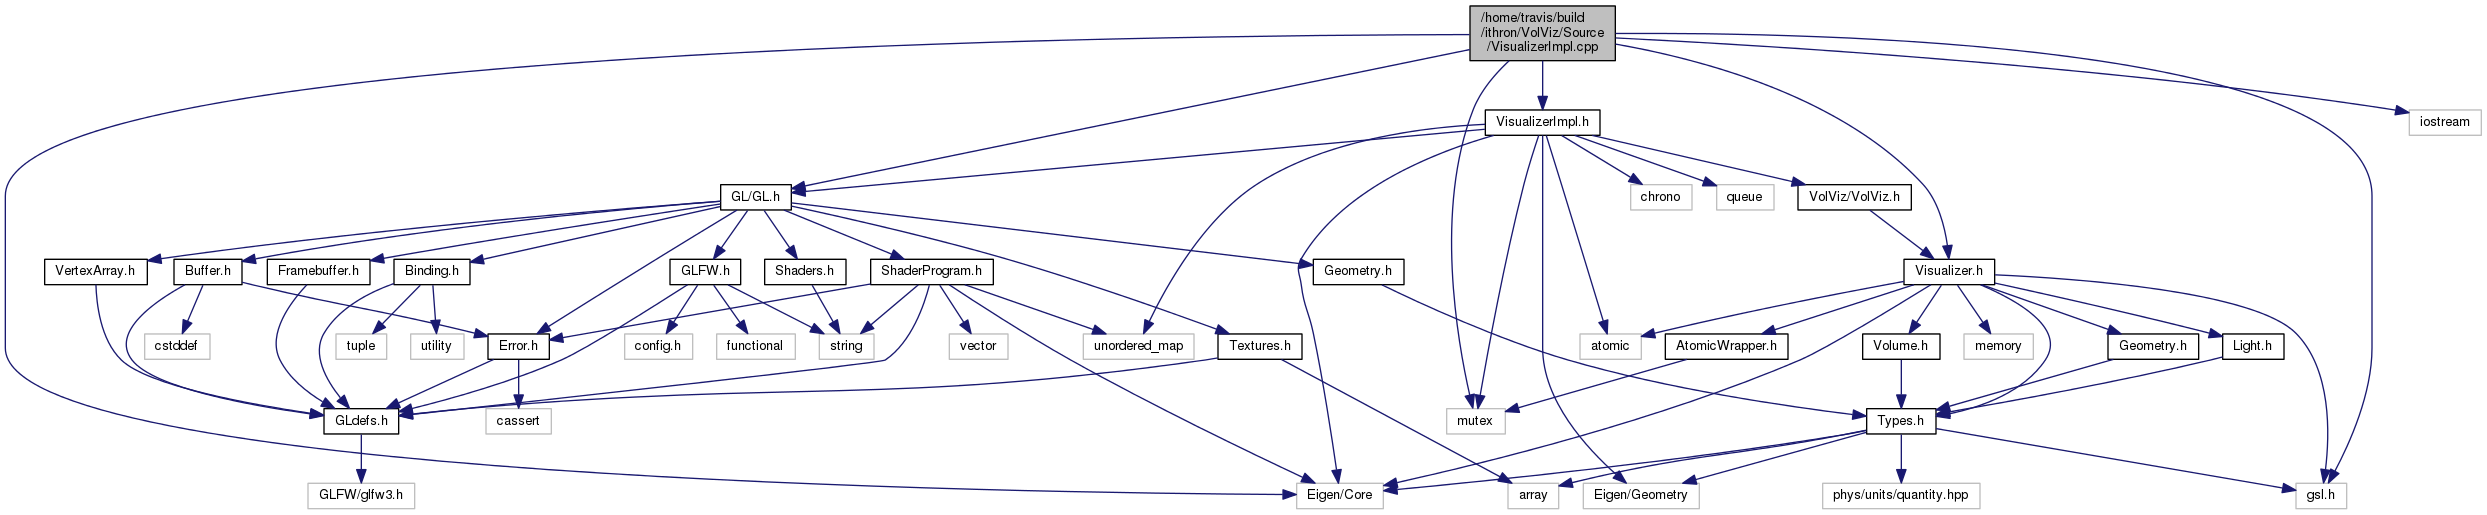 /home/travis/build
/ithron/VolViz/Source
/VisualizerImpl.cpp
VisualizerImpl.h
iostream
GL/GL.h
chrono
queue
VolViz/VolViz.h
VertexArray.h
Buffer.h
Framebuffer.h
Binding.h
GLFW.h
Shaders.h
ShaderProgram.h
Geometry.h
Visualizer.h
cstddef
tuple
utility
Error.h
config.h
functional
string
vector
unordered_map
Textures.h
atomic
AtomicWrapper.h
Volume.h
memory
Geometry.h
Light.h
GLdefs.h
cassert
mutex
Types.h
GLFW/glfw3.h
Eigen/Core
array
Eigen/Geometry
phys/units/quantity.hpp
gsl.h